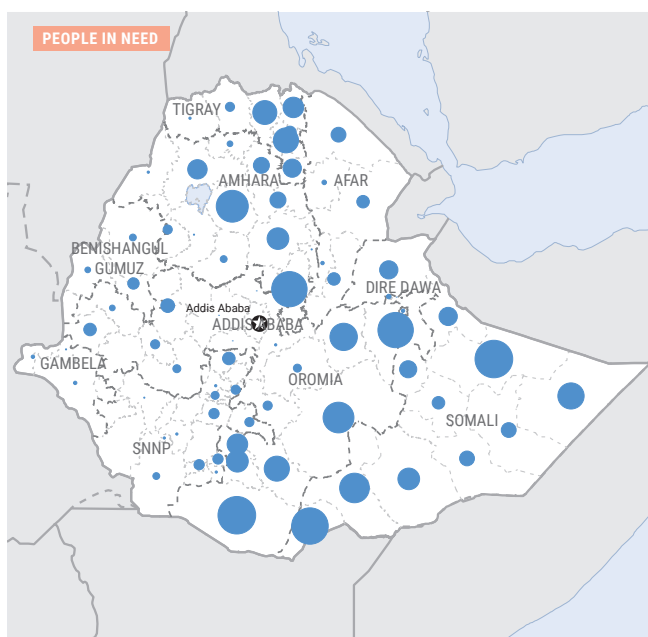 PEOPLE IN NEED
TIGRAY
AMHARA
AFAR
BENISHANGUL
GUMUZ
DIRE DAWA
Addis Ababa
ADDIS ABABA
GAMBELA
OROMIA
SOMALI
SNNP